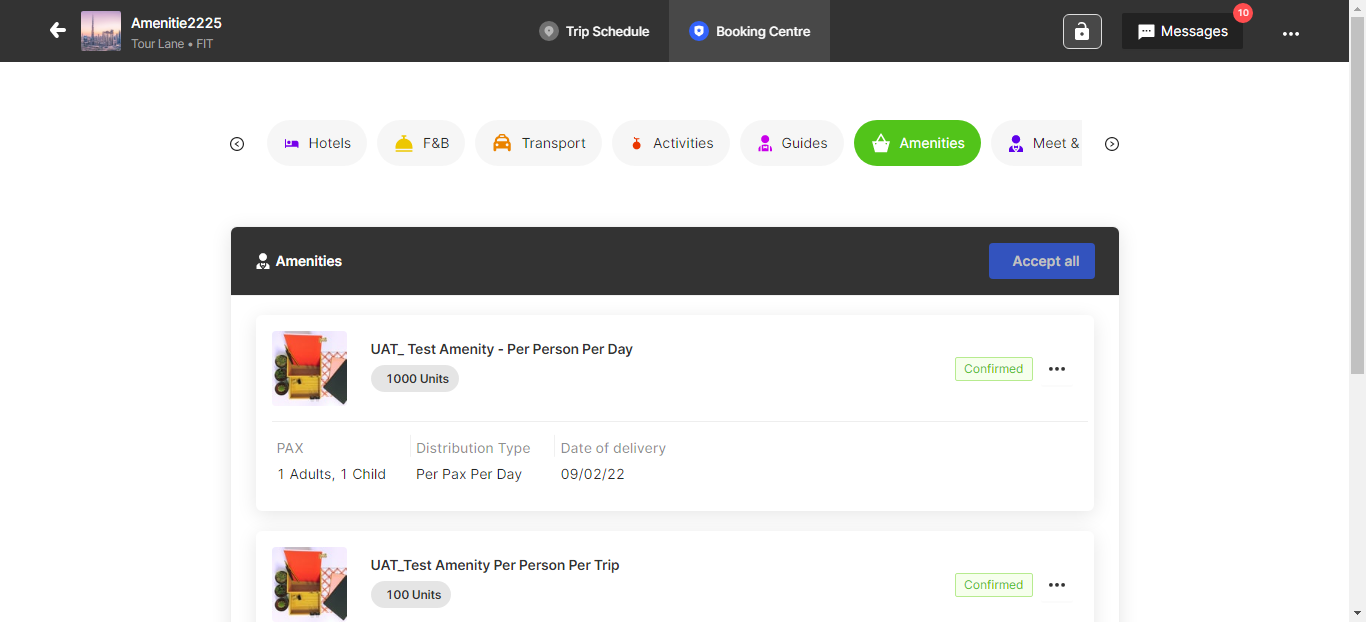 Amenitie2225
Tour Lane • FIT
Trip Schedule
Booking Centre
10
Messages
Hotels
F&B
Transport
Activities
Guides
Amenities
Meet &
Amenities
Accept all
UAT_ Test Amenity - Per Person Per Day
1000 Units
Confirmed
PAX
Distribution Type
Date of delivery
1 Adults, 1 Child
Per Pax Per Day
09/02/22
UAT_Test Amenity Per Person Per Trip
100 Units
Confirmed